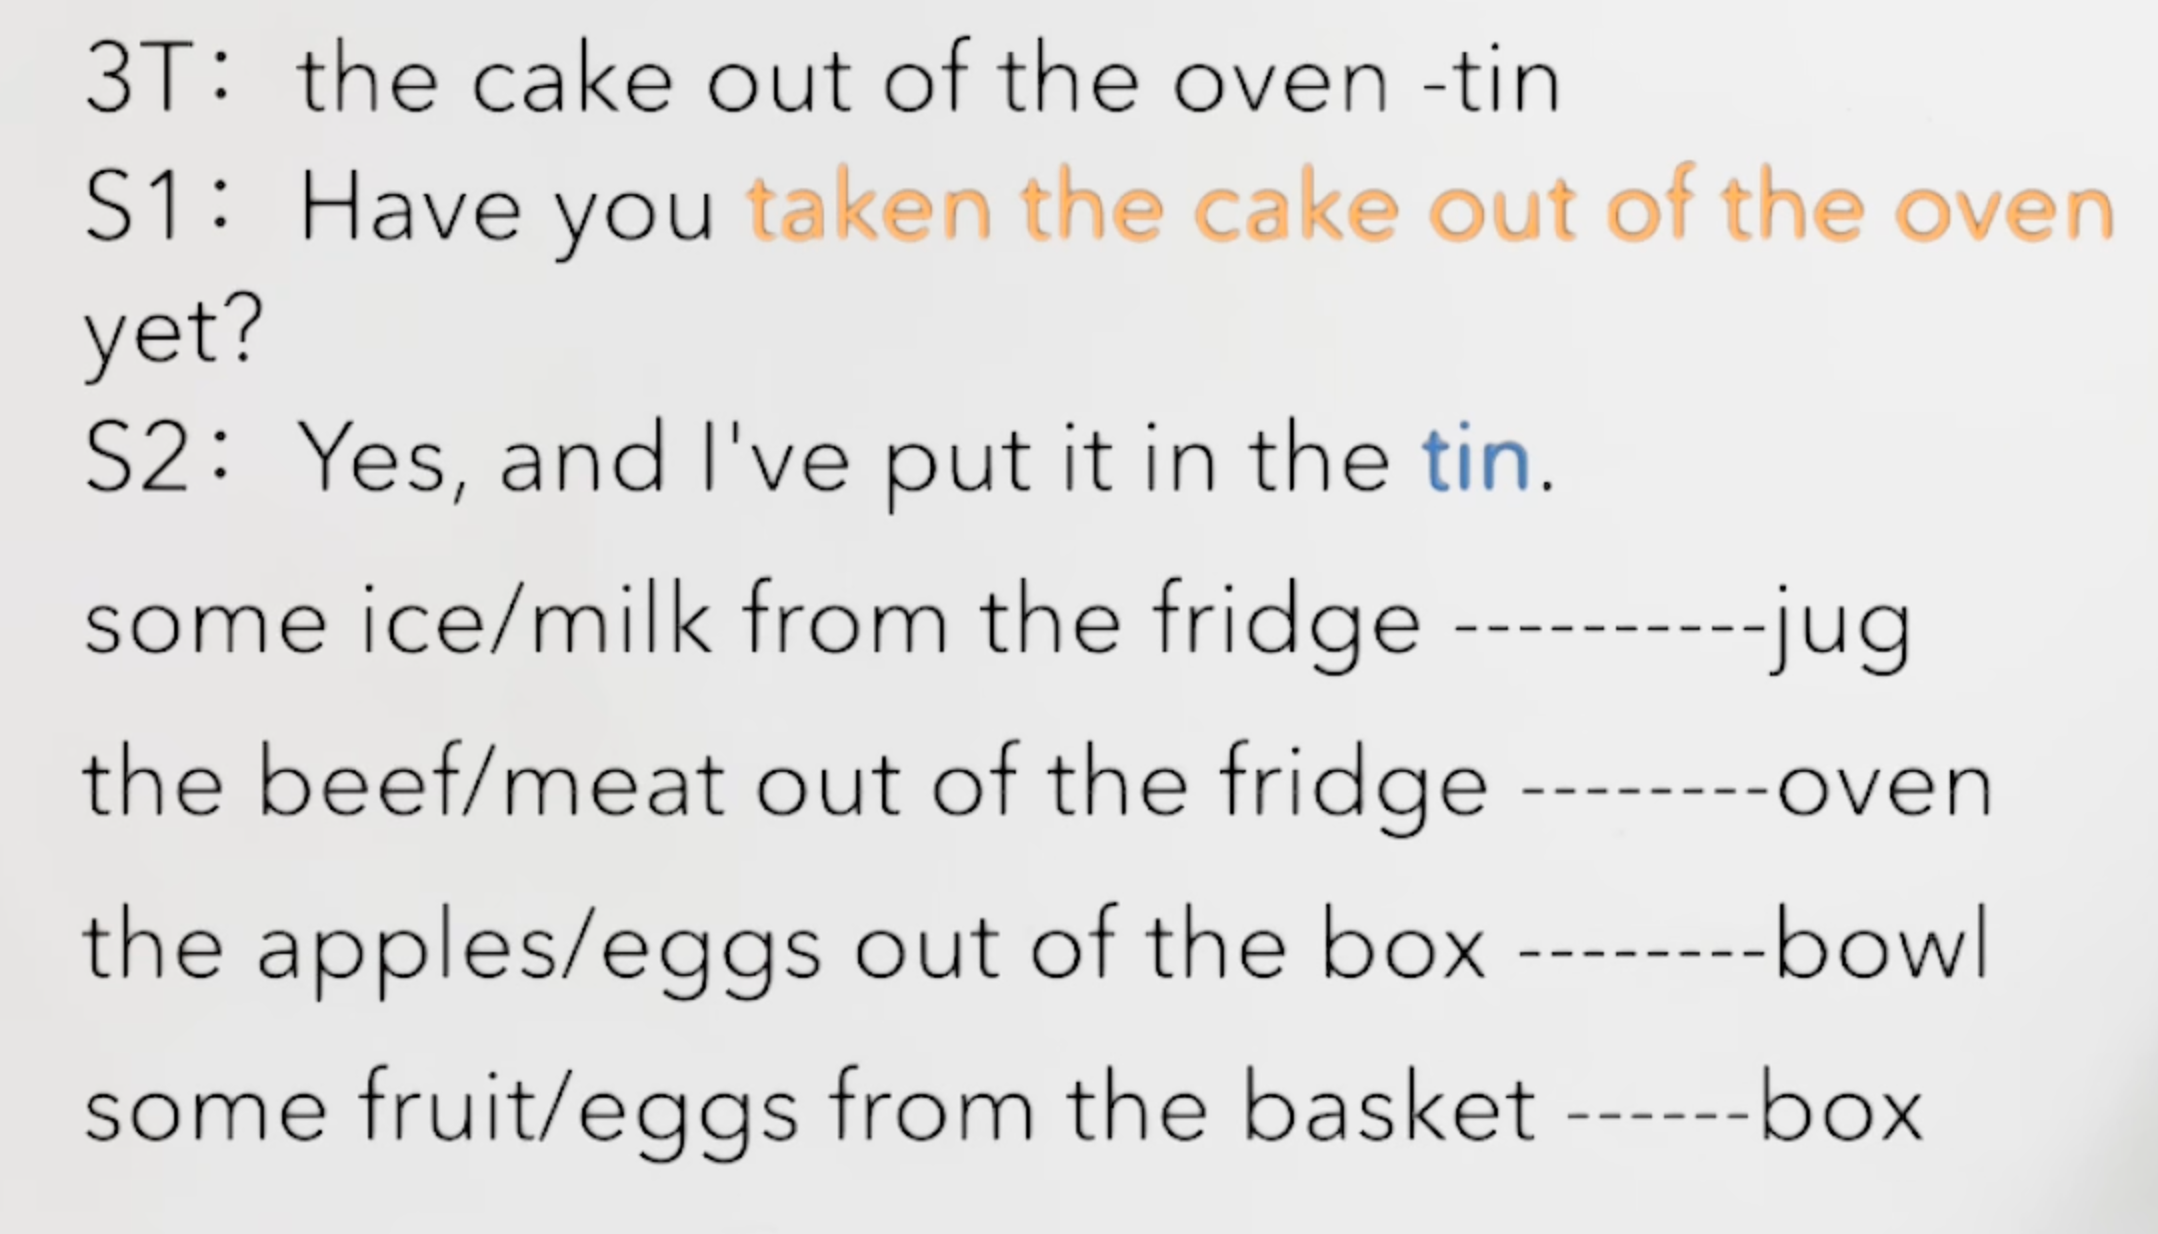 3T: the cake out of the oven -tin
S1: Have you taken the cake out of the oven
yet?
S2: Yes, and I've put it in the tin.
some ice/milk from the fridge ----------jug
the beef/meat out of the fridge --------oven
the apples/eggs out of the box --------bowl
some fruit/eggs from the basket ------box